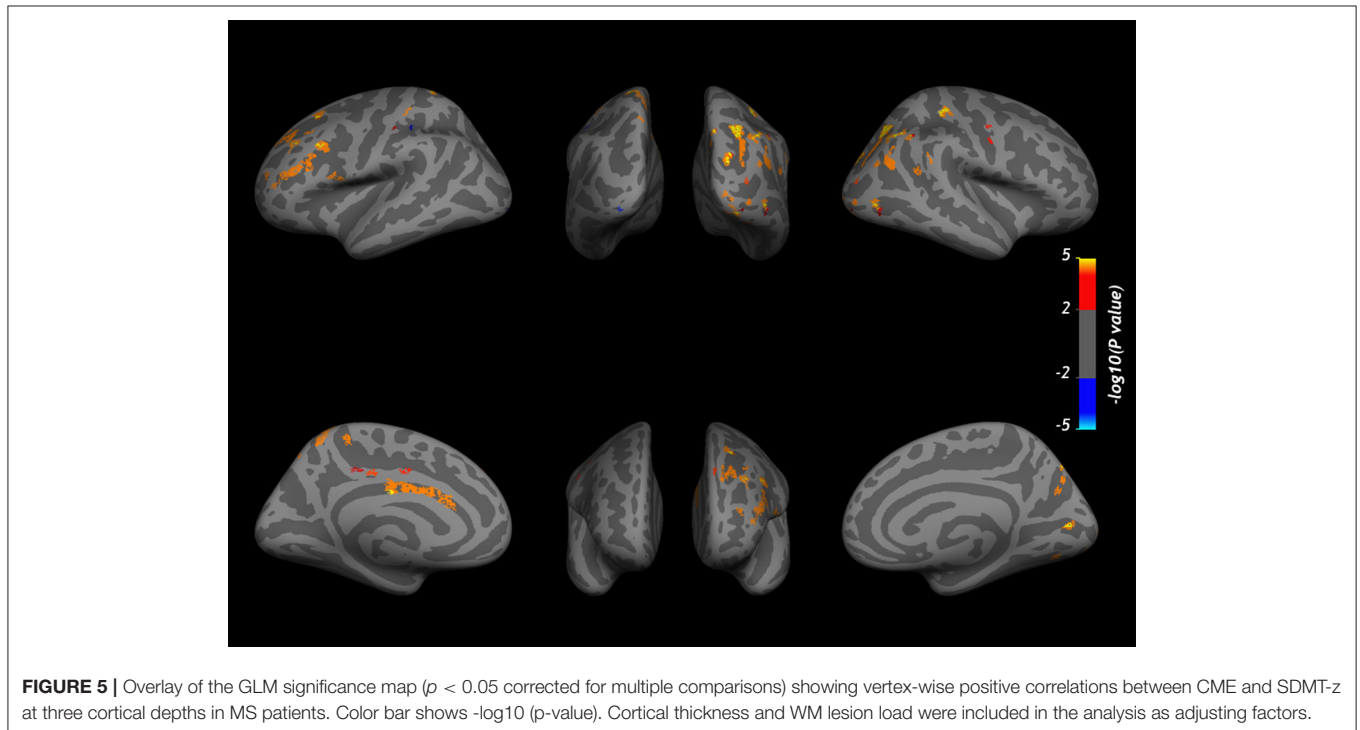 5
2
-2
-5
-log10(P value)
FIGURE 5 | Overlay of the GLM significance map (p < 0.05 corrected for multiple comparisons) showing vertex-wise positive correlations between CME and SDMT-z
at three cortical depths in MS patients. Color bar shows -log10 (p-value). Cortical thickness and WM lesion load were included in the analysis as adjusting factors.